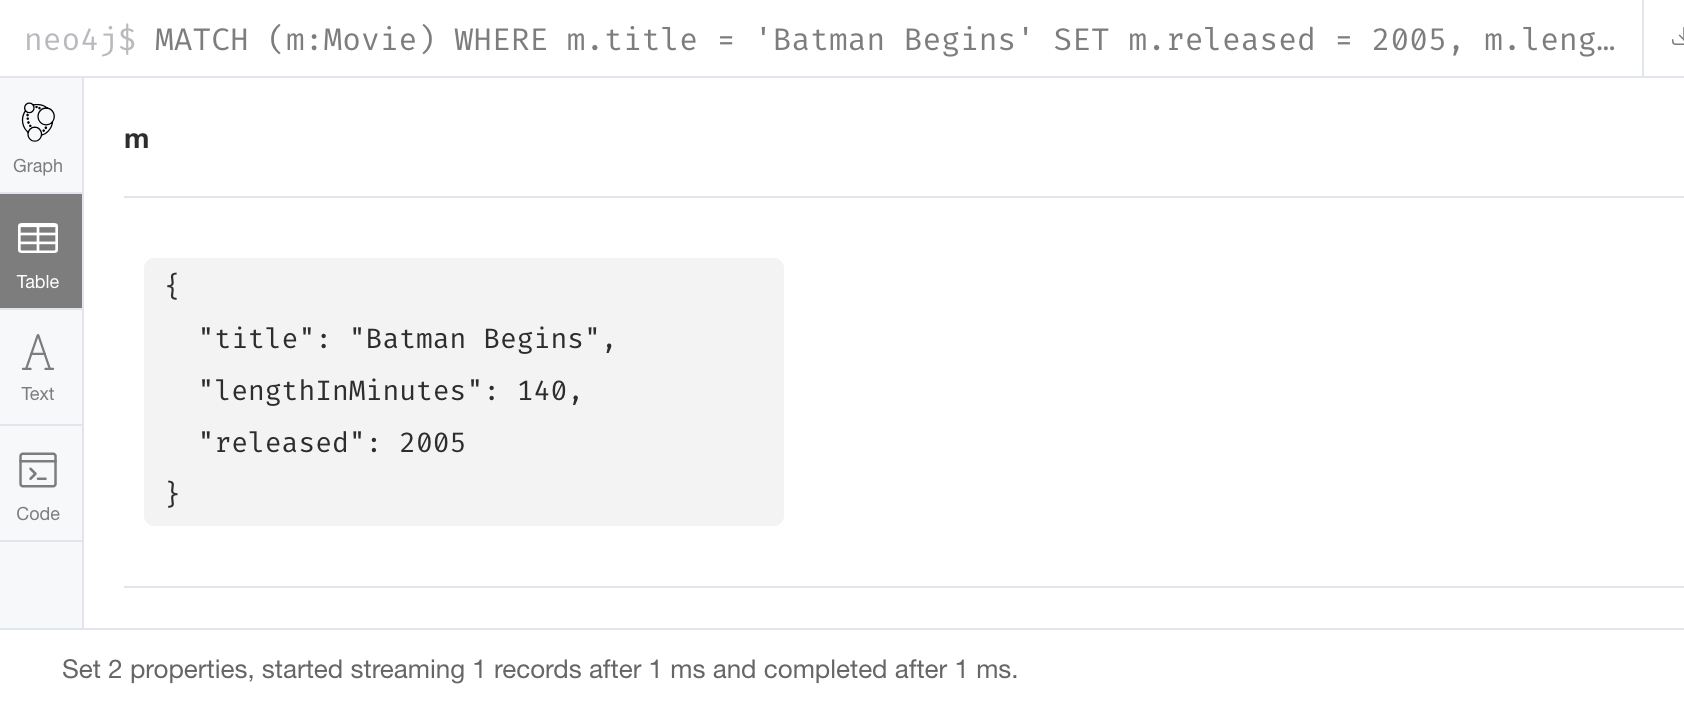 neo4j$ MATCH (m:Movie) WHERE m.title = 'Batman Begins' SET m.released = 2005, m.leng…
Graph
Table
Text
Code
m
{
"title": "Batman Begins",
"lengthInMinutes": 140,
"released": 2005
}
Set 2 properties, started streaming 1 records after 1 ms and completed after 1 ms.